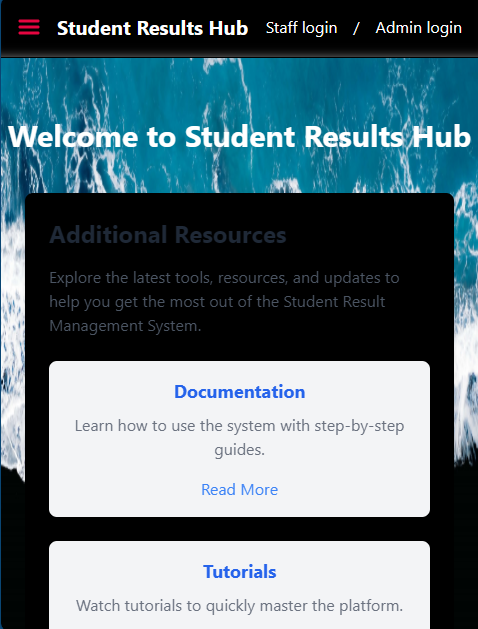 Student Results Hub Staff login / Admin login
Welcome to Student Results Hub
Additional Resources
Explore the latest tools, resources, and updates to
help you get the most out of the Student Result
Management System.
Documentation
Learn how to use the system with step-by-step
guides.
Read More
Tutorials
Watch tutorials to quickly master the platform.